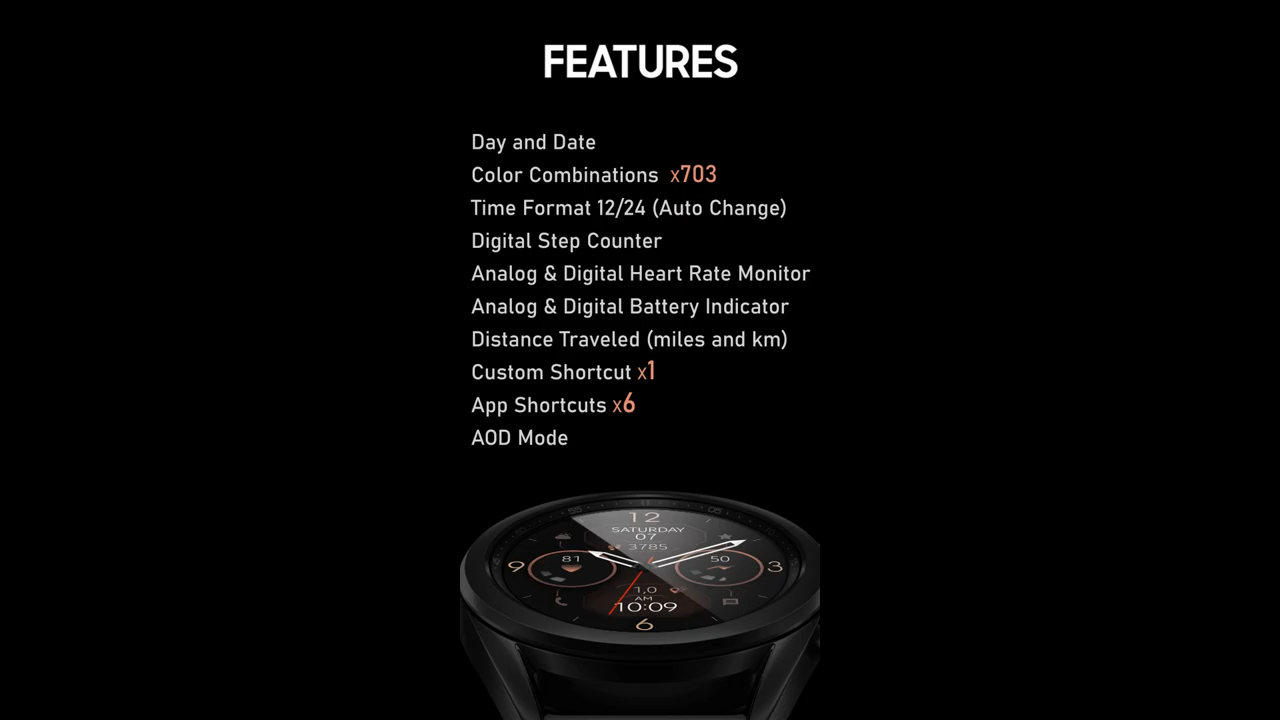 FEATURES
Day and Date
Color Combinations x703
Time Format 12/24 (Auto Change)
Digital Step Counter
Analog & Digital Heart Rate Monitor
Analog & Digital Battery Indicator
Distance Traveled (miles and km)
Custom Shortcut x1
App Shortcuts x6
AOD Mode
12
SATURDAY
07
3785
81
50
9
3
1,0
AM
10:09
6